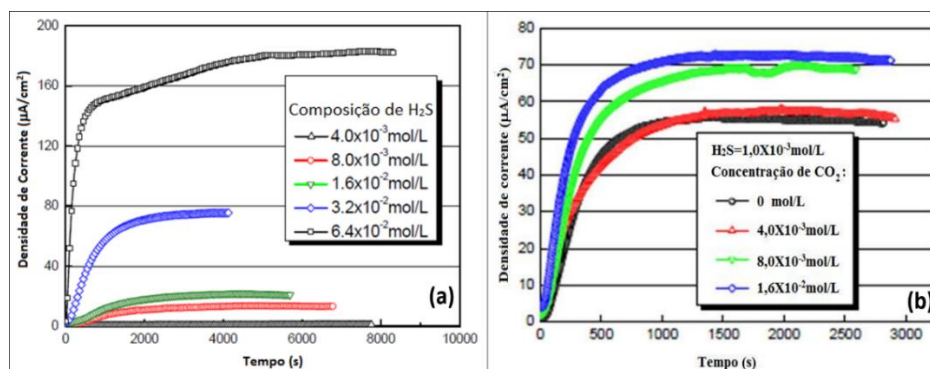 (a)
Densidade de Corrente (µA/cm²)
180
160
80
40
0
Composição de H₂S
4.0x10⁻³mol/L
8.0x10⁻³mol/L
1.6x10⁻²mol/L
3.2x10⁻²mol/L
6.4x10⁻²mol/L
0 2000 4000 6000 8000 10000
Tempo (s)
(b)
Densidade de corrente (µA/cm²)
80
70
60
50
40
30
20
10
0
H₂S=1,0X10⁻³mol/L
Concentração de CO₂:
0 mol/L
4,0X10⁻³mol/L
8,0X10⁻³mol/L
1,6X10⁻²mol/L
0 500 1000 1500 2000 2500 3000
Tempo (s)